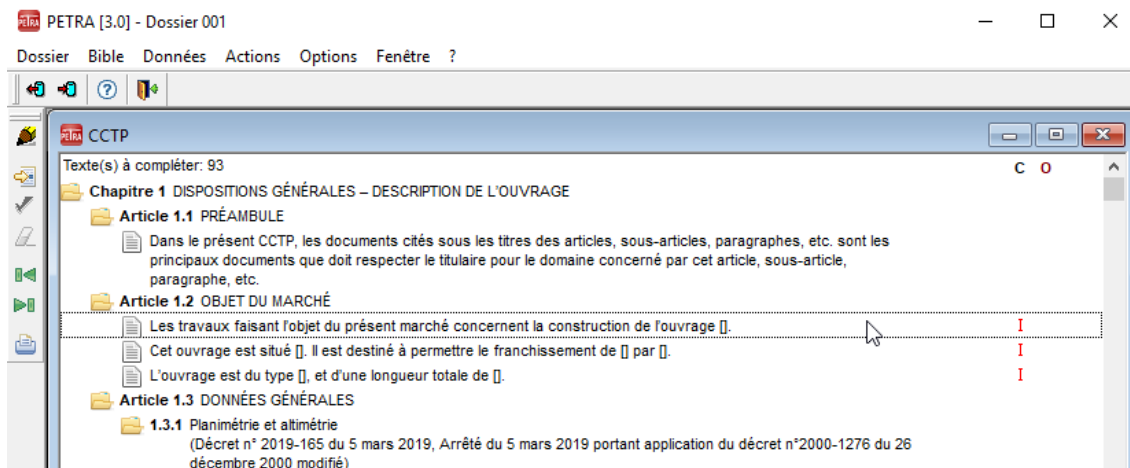 PETRA PETRA [3.0] - Dossier 001
Dossier Bible Données Actions Options Fenêtre ?
PETRA CCTP
Texte(s) à compléter: 93 C O
Chapitre 1 DISPOSITIONS GÉNÉRALES – DESCRIPTION DE L'OUVRAGE
Article 1.1 PRÉAMBULE
Dans le présent CCTP, les documents cités sous les titres des articles, sous-articles, paragraphes, etc. sont les
principaux documents que doit respecter le titulaire pour le domaine concerné par cet article, sous-article,
paragraphe, etc.
Article 1.2 OBJET DU MARCHÉ
Les travaux faisant l'objet du présent marché concernent la construction de l'ouvrage []. I
Cet ouvrage est situé []. Il est destiné à permettre le franchissement de [] par []. I
L'ouvrage est du type [], et d'une longueur totale de []. I
Article 1.3 DONNÉES GÉNÉRALES
1.3.1 Planimétrie et altimétrie
(Décret n° 2019-165 du 5 mars 2019, Arrêté du 5 mars 2019 portant application du décret n°2000-1276 du 26
décembre 2000 modifié)